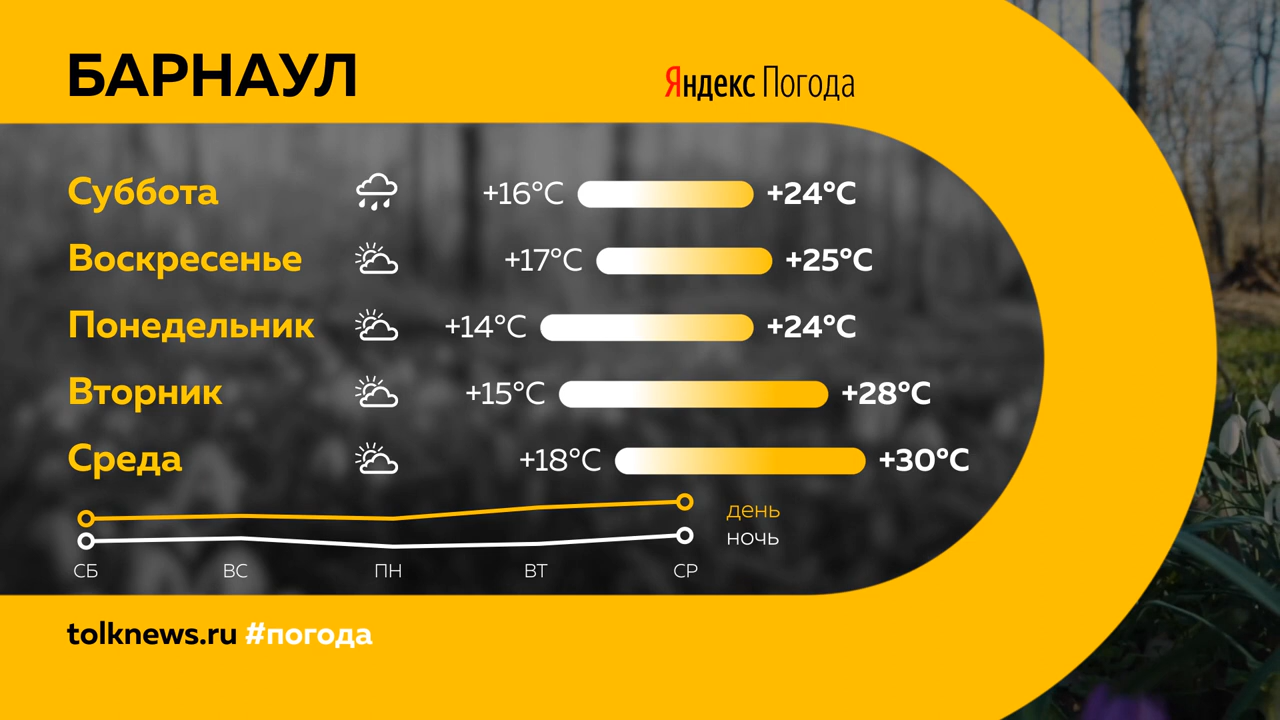 БАРНАУЛ
Яндекс Погода
Суббота +16°C +24°C
Воскресенье +17°C +25°C
Понедельник +14°C +24°C
Вторник +15°C +28°C
Среда +18°C +30°C
день
ночь
СБ ВС ПН ВТ СР
tolknews.ru #погода